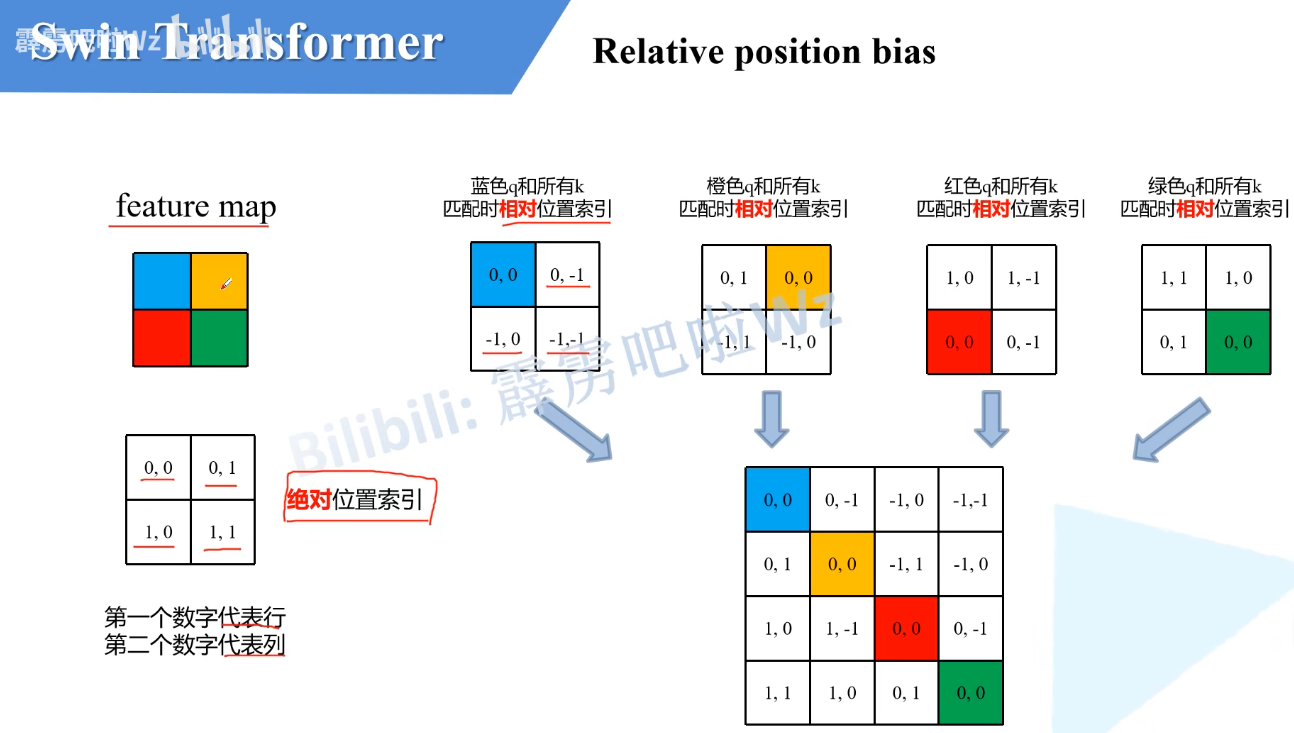 Swin Transformer
霹雳吧啦Wz bilibili
Relative position bias
feature map
蓝色q和所有k
匹配时相对位置索引
橙色q和所有k
匹配时相对位置索引
红色q和所有k
匹配时相对位置索引
绿色q和所有k
匹配时相对位置索引
0, 0 0, -1
-1, 0 -1,-1
0, 1 0, 0
-1, 1 -1, 0
1, 0 1, -1
0, 0 0, -1
1, 1 1, 0
0, 1 0, 0
Bilibili: 霹雳吧啦Wz
0, 0 0, 1
1, 0 1, 1
绝对位置索引
第一个数字代表行
第二个数字代表列
0, 0 0, -1 -1, 0 -1,-1
0, 1 0, 0 -1, 1 -1, 0
1, 0 1, -1 0, 0 0, -1
1, 1 1, 0 0, 1 0, 0